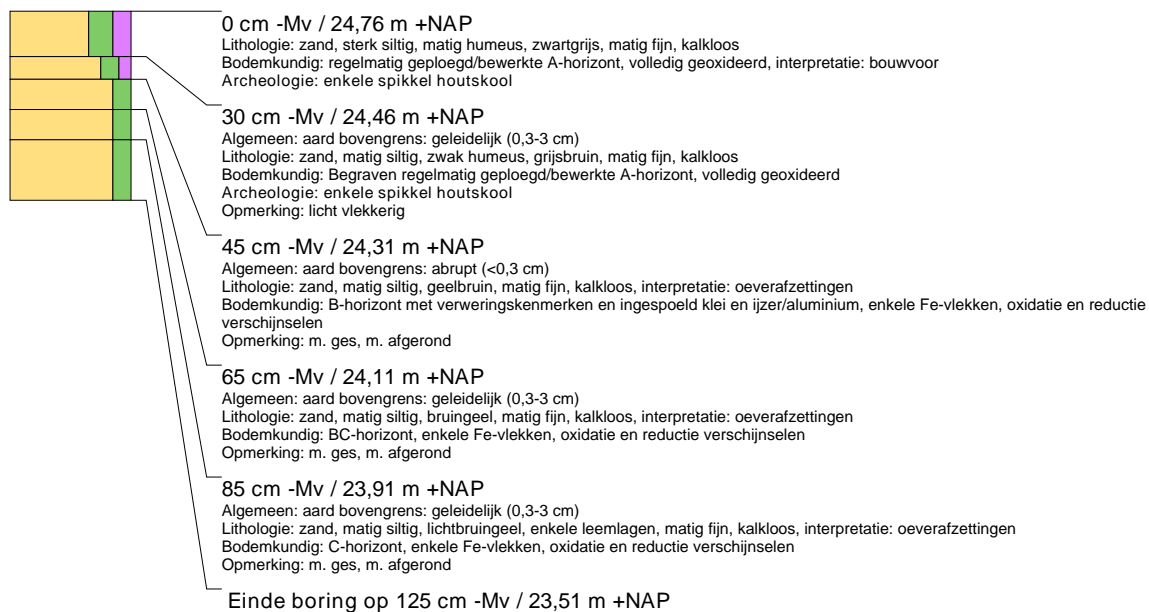 0 cm -Mv / 24,76 m +NAP
Lithologie: zand, sterk siltig, matig humeus, zwartgrijs, matig fijn, kalkloos
Bodemkundig: regelmatig geploegd/bewerkte A-horizont, volledig geoxideerd, interpretatie: bouwvoor
Archeologie: enkele spikkel houtskool
30 cm -Mv / 24,46 m +NAP
Algemeen: aard bovengrens: geleidelijk (0,3-3 cm)
Lithologie: zand, matig siltig, zwak humeus, grijsbruin, matig fijn, kalkloos
Bodemkundig: Begraven regelmatig geploegd/bewerkte A-horizont, volledig geoxideerd
Archeologie: enkele spikkel houtskool
Opmerking: licht vlekkerig
45 cm -Mv / 24,31 m +NAP
Algemeen: aard bovengrens: abrupt (<0,3 cm)
Lithologie: zand, matig siltig, geelbruin, matig fijn, kalkloos, interpretatie: oeverafzettingen
Bodemkundig: B-horizont met verweringskenmerken en ingespoeld klei en ijzer/aluminium, enkele Fe-vlekken, oxidatie en reductie
verschijnselen
Opmerking: m. ges, m. afgerond
65 cm -Mv / 24,11 m +NAP
Algemeen: aard bovengrens: geleidelijk (0,3-3 cm)
Lithologie: zand, matig siltig, bruingeel, matig fijn, kalkloos, interpretatie: oeverafzettingen
Bodemkundig: BC-horizont, enkele Fe-vlekken, oxidatie en reductie verschijnselen
Opmerking: m. ges, m. afgerond
85 cm -Mv / 23,91 m +NAP
Algemeen: aard bovengrens: geleidelijk (0,3-3 cm)
Lithologie: zand, matig siltig, lichtbruingeel, enkele leemlagen, matig fijn, kalkloos, interpretatie: oeverafzettingen
Bodemkundig: C-horizont, enkele Fe-vlekken, oxidatie en reductie verschijnselen
Opmerking: m. ges, m. afgerond
Einde boring op 125 cm -Mv / 23,51 m +NAP